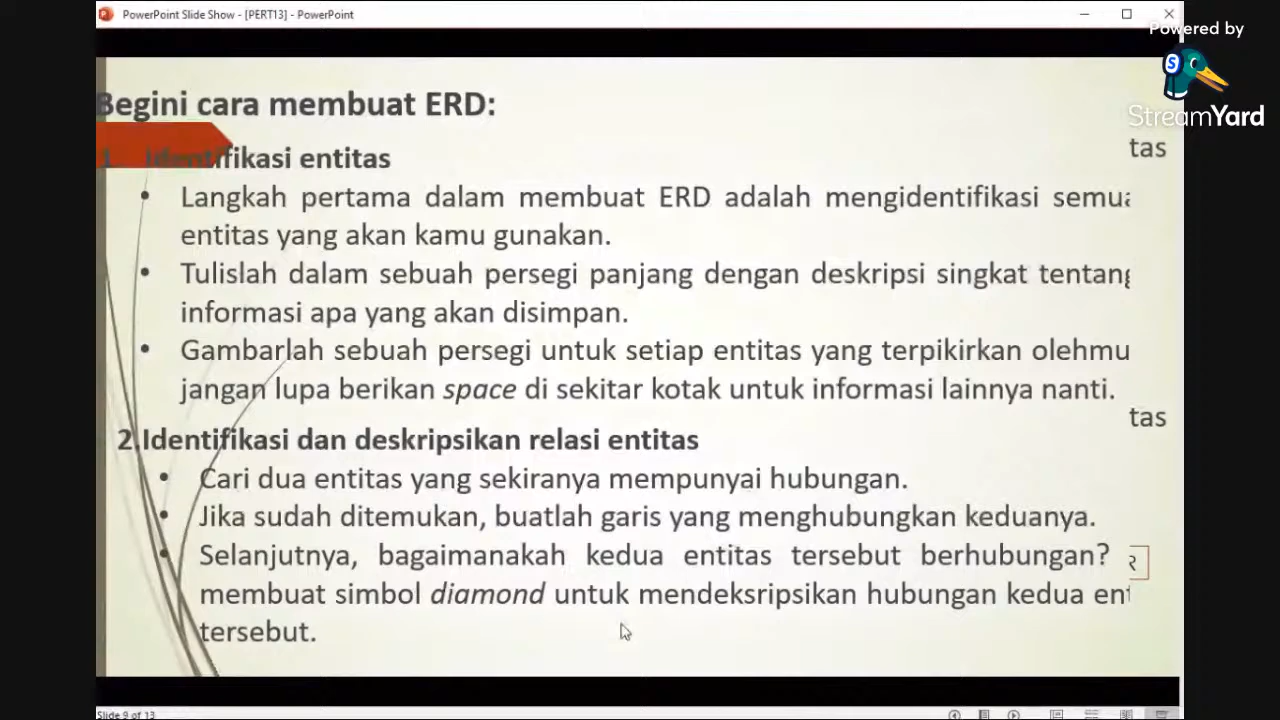 PowerPoint Slide Show - [PERT13] - PowerPoint
Powered by
StreamYard
Begini cara membuat ERD:
1. Identifikasi entitas
tas
• Langkah pertama dalam membuat ERD adalah mengidentifikasi semua
entitas yang akan kamu gunakan.
• Tulislah dalam sebuah persegi panjang dengan deskripsi singkat tentang
informasi apa yang akan disimpan.
• Gambarlah sebuah persegi untuk setiap entitas yang terpikirkan olehmu
jangan lupa berikan space di sekitar kotak untuk informasi lainnya nanti.
tas
2.Identifikasi dan deskripsikan relasi entitas
• Cari dua entitas yang sekiranya mempunyai hubungan.
• Jika sudah ditemukan, buatlah garis yang menghubungkan keduanya.
• Selanjutnya, bagaimanakah kedua entitas tersebut berhubungan?
membuat simbol diamond untuk mendeksripsikan hubungan kedua
tersebut.
Slide 9 of 13